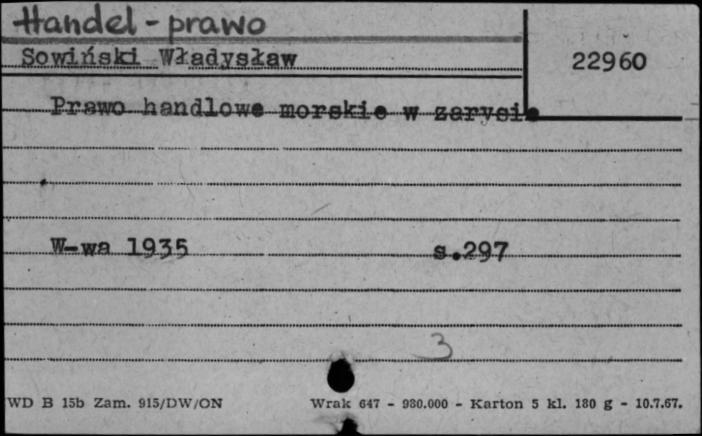 Handel - prawo
Sowiński Władysław
22960
Prawo handlowe morskie w zarysie
W-wa 1935 s.297
3
WD B 15b Zam. 915/DW/ON Wrak 647 - 980.000 - Karton 5 kl. 180 g - 10.7.67.